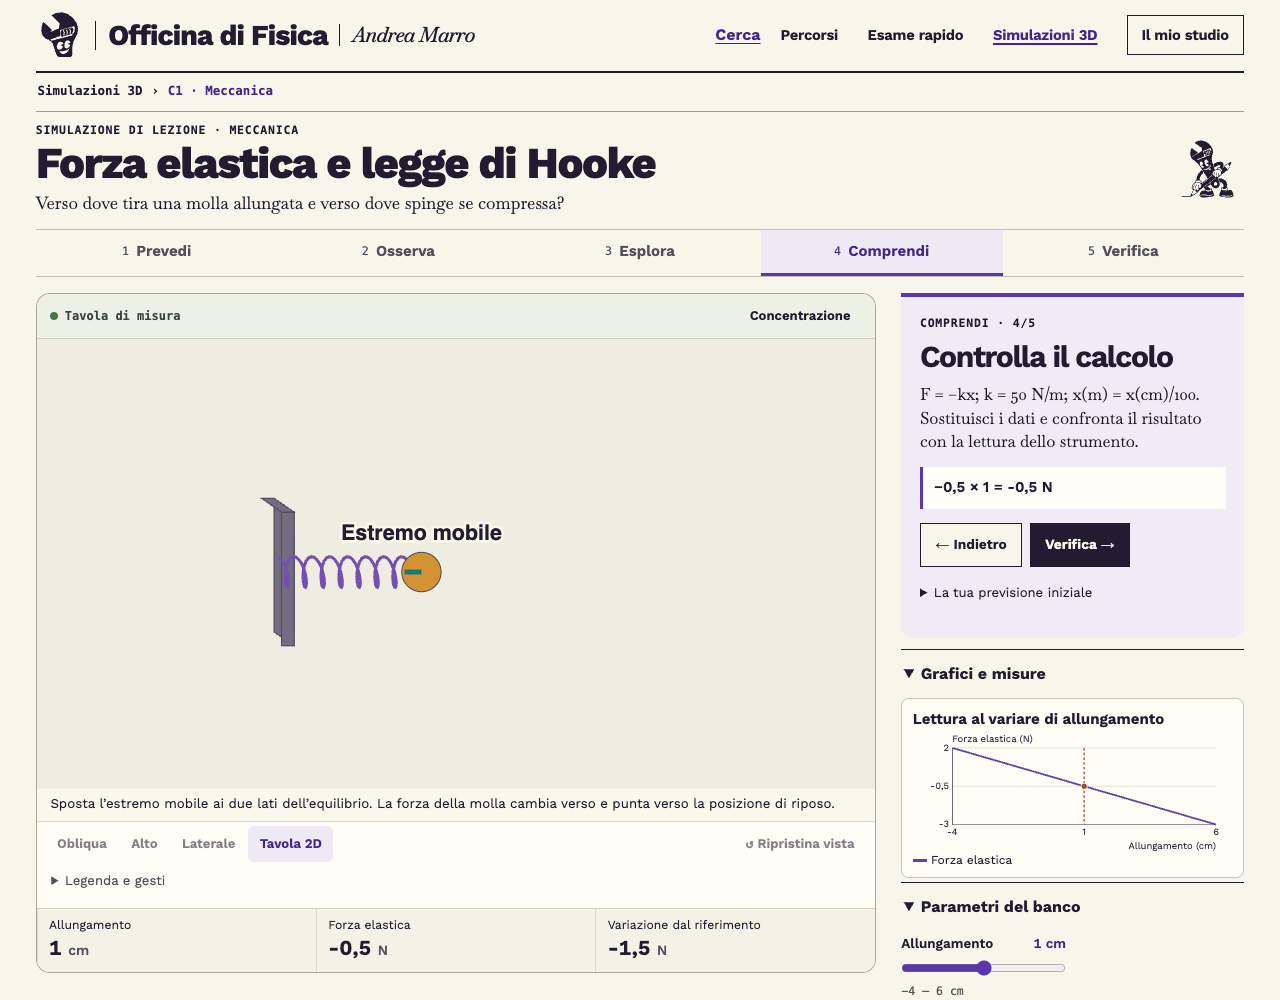 Officina di Fisica
Andrea Marro
Cerca
Percorsi
Esame rapido
Simulazioni 3D
Il mio studio
Simulazioni 3D › C1 · Meccanica
SIMULAZIONE DI LEZIONE · MECCANICA
Forza elastica e legge di Hooke
Verso dove tira una molla allungata e verso dove spinge se compressa?
1 Prevedi
2 Osserva
3 Esplora
4 Comprendi
5 Verifica
Tavola di misura
Concentrazione
Estremo mobile
Sposta l’estremo mobile ai due lati dell’equilibrio. La forza della molla cambia verso e punta verso la posizione di riposo.
Obliqua
Alto
Laterale
Tavola 2D
↺ Ripristina vista
▶ Legenda e gesti
Allungamento
1 cm
Forza elastica
-0,5 N
Variazione dal riferimento
-1,5 N
COMPRENDI · 4/5
Controlla il calcolo
F = −kx; k = 50 N/m; x(m) = x(cm)/100.
Sostituisci i dati e confronta il risultato
con la lettura dello strumento.
−0,5 × 1 = -0,5 N
← Indietro
Verifica →
▶ La tua previsione iniziale
▼ Grafici e misure
Lettura al variare di allungamento
Forza elastica (N)
2
-0,5
-3
-4
1
6
Allungamento (cm)
Forza elastica
▼ Parametri del banco
Allungamento
1 cm
−4 — 6 cm